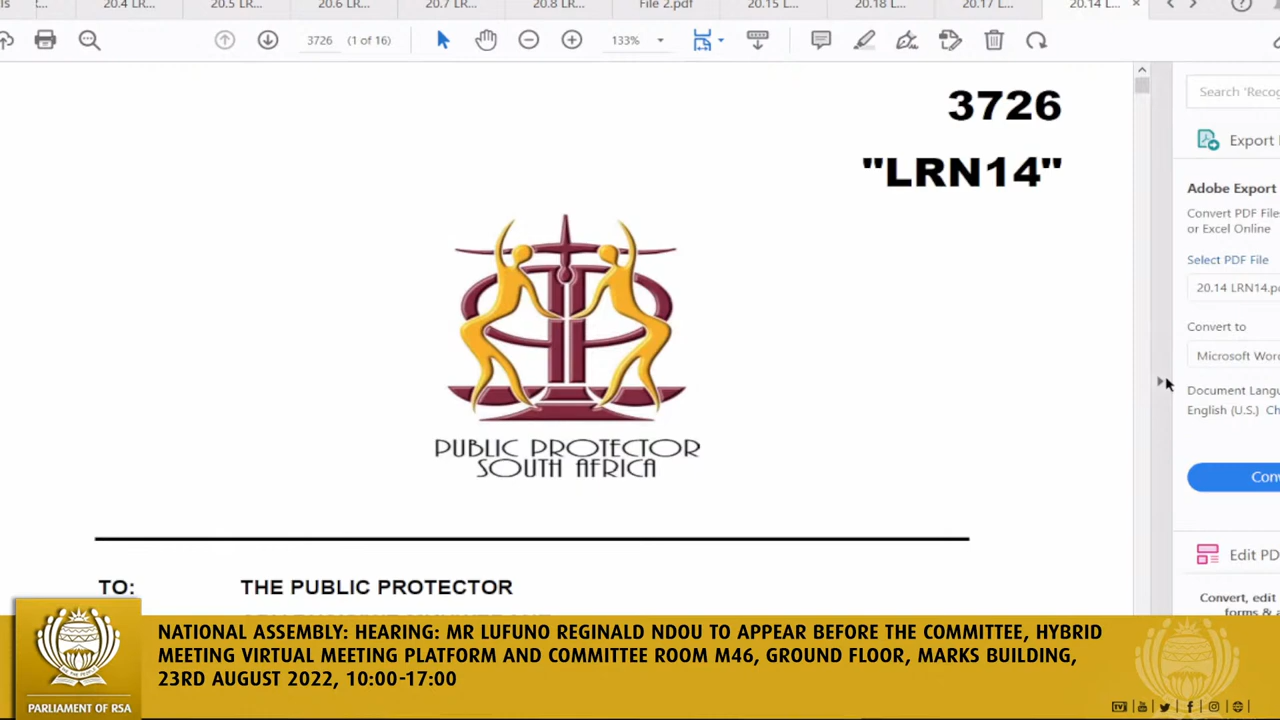 20.4 LR...
20.5 LR...
20.6 LR...
20.7 LR...
20.8 LR...
File 2.pdf
20.15 L...
20.18 L...
20.17 L...
20.14 L...
3726
(1 of 16)
133%
3726
"LRN14"
PUBLIC PROTECTOR
SOUTH AFRICA
TO: THE PUBLIC PROTECTOR
Search 'Recog
Export
Adobe Export
Convert PDF File
or Excel Online
Select PDF File
20.14 LRN14.p
Convert to
Microsoft Wor
Document Langu
English (U.S.) Ch
Conv
Edit PD
Convert, edit
forms &
PARLIAMENT OF RSA
NATIONAL ASSEMBLY: HEARING: MR LUFUNO REGINALD NDOU TO APPEAR BEFORE THE COMMITTEE, HYBRID
MEETING VIRTUAL MEETING PLATFORM AND COMMITTEE ROOM M46, GROUND FLOOR, MARKS BUILDING,
23RD AUGUST 2022, 10:00-17:00